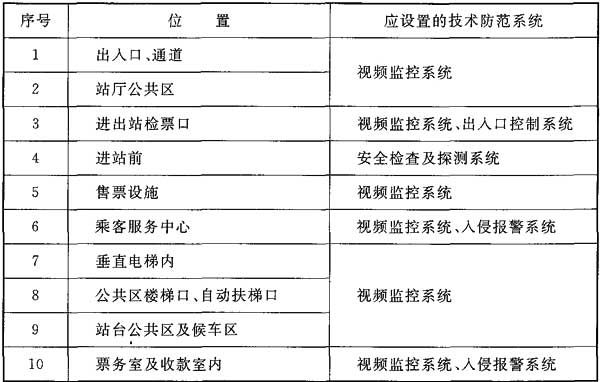 序号 位 置 应设置的技术防范系统
1 出入口、通道
视频监控系统
2 站厅公共区
3 进出站检票口 视频监控系统、出入口控制系统
4 进站前 安全检查及探测系统
5 售票设施 视频监控系统
6 乘客服务中心 视频监控系统、入侵报警系统
7 垂直电梯内
8 公共区楼梯口、自动扶梯口 视频监控系统
9 站台公共区及候车区
10 票务室及收款室内 视频监控系统、入侵报警系统